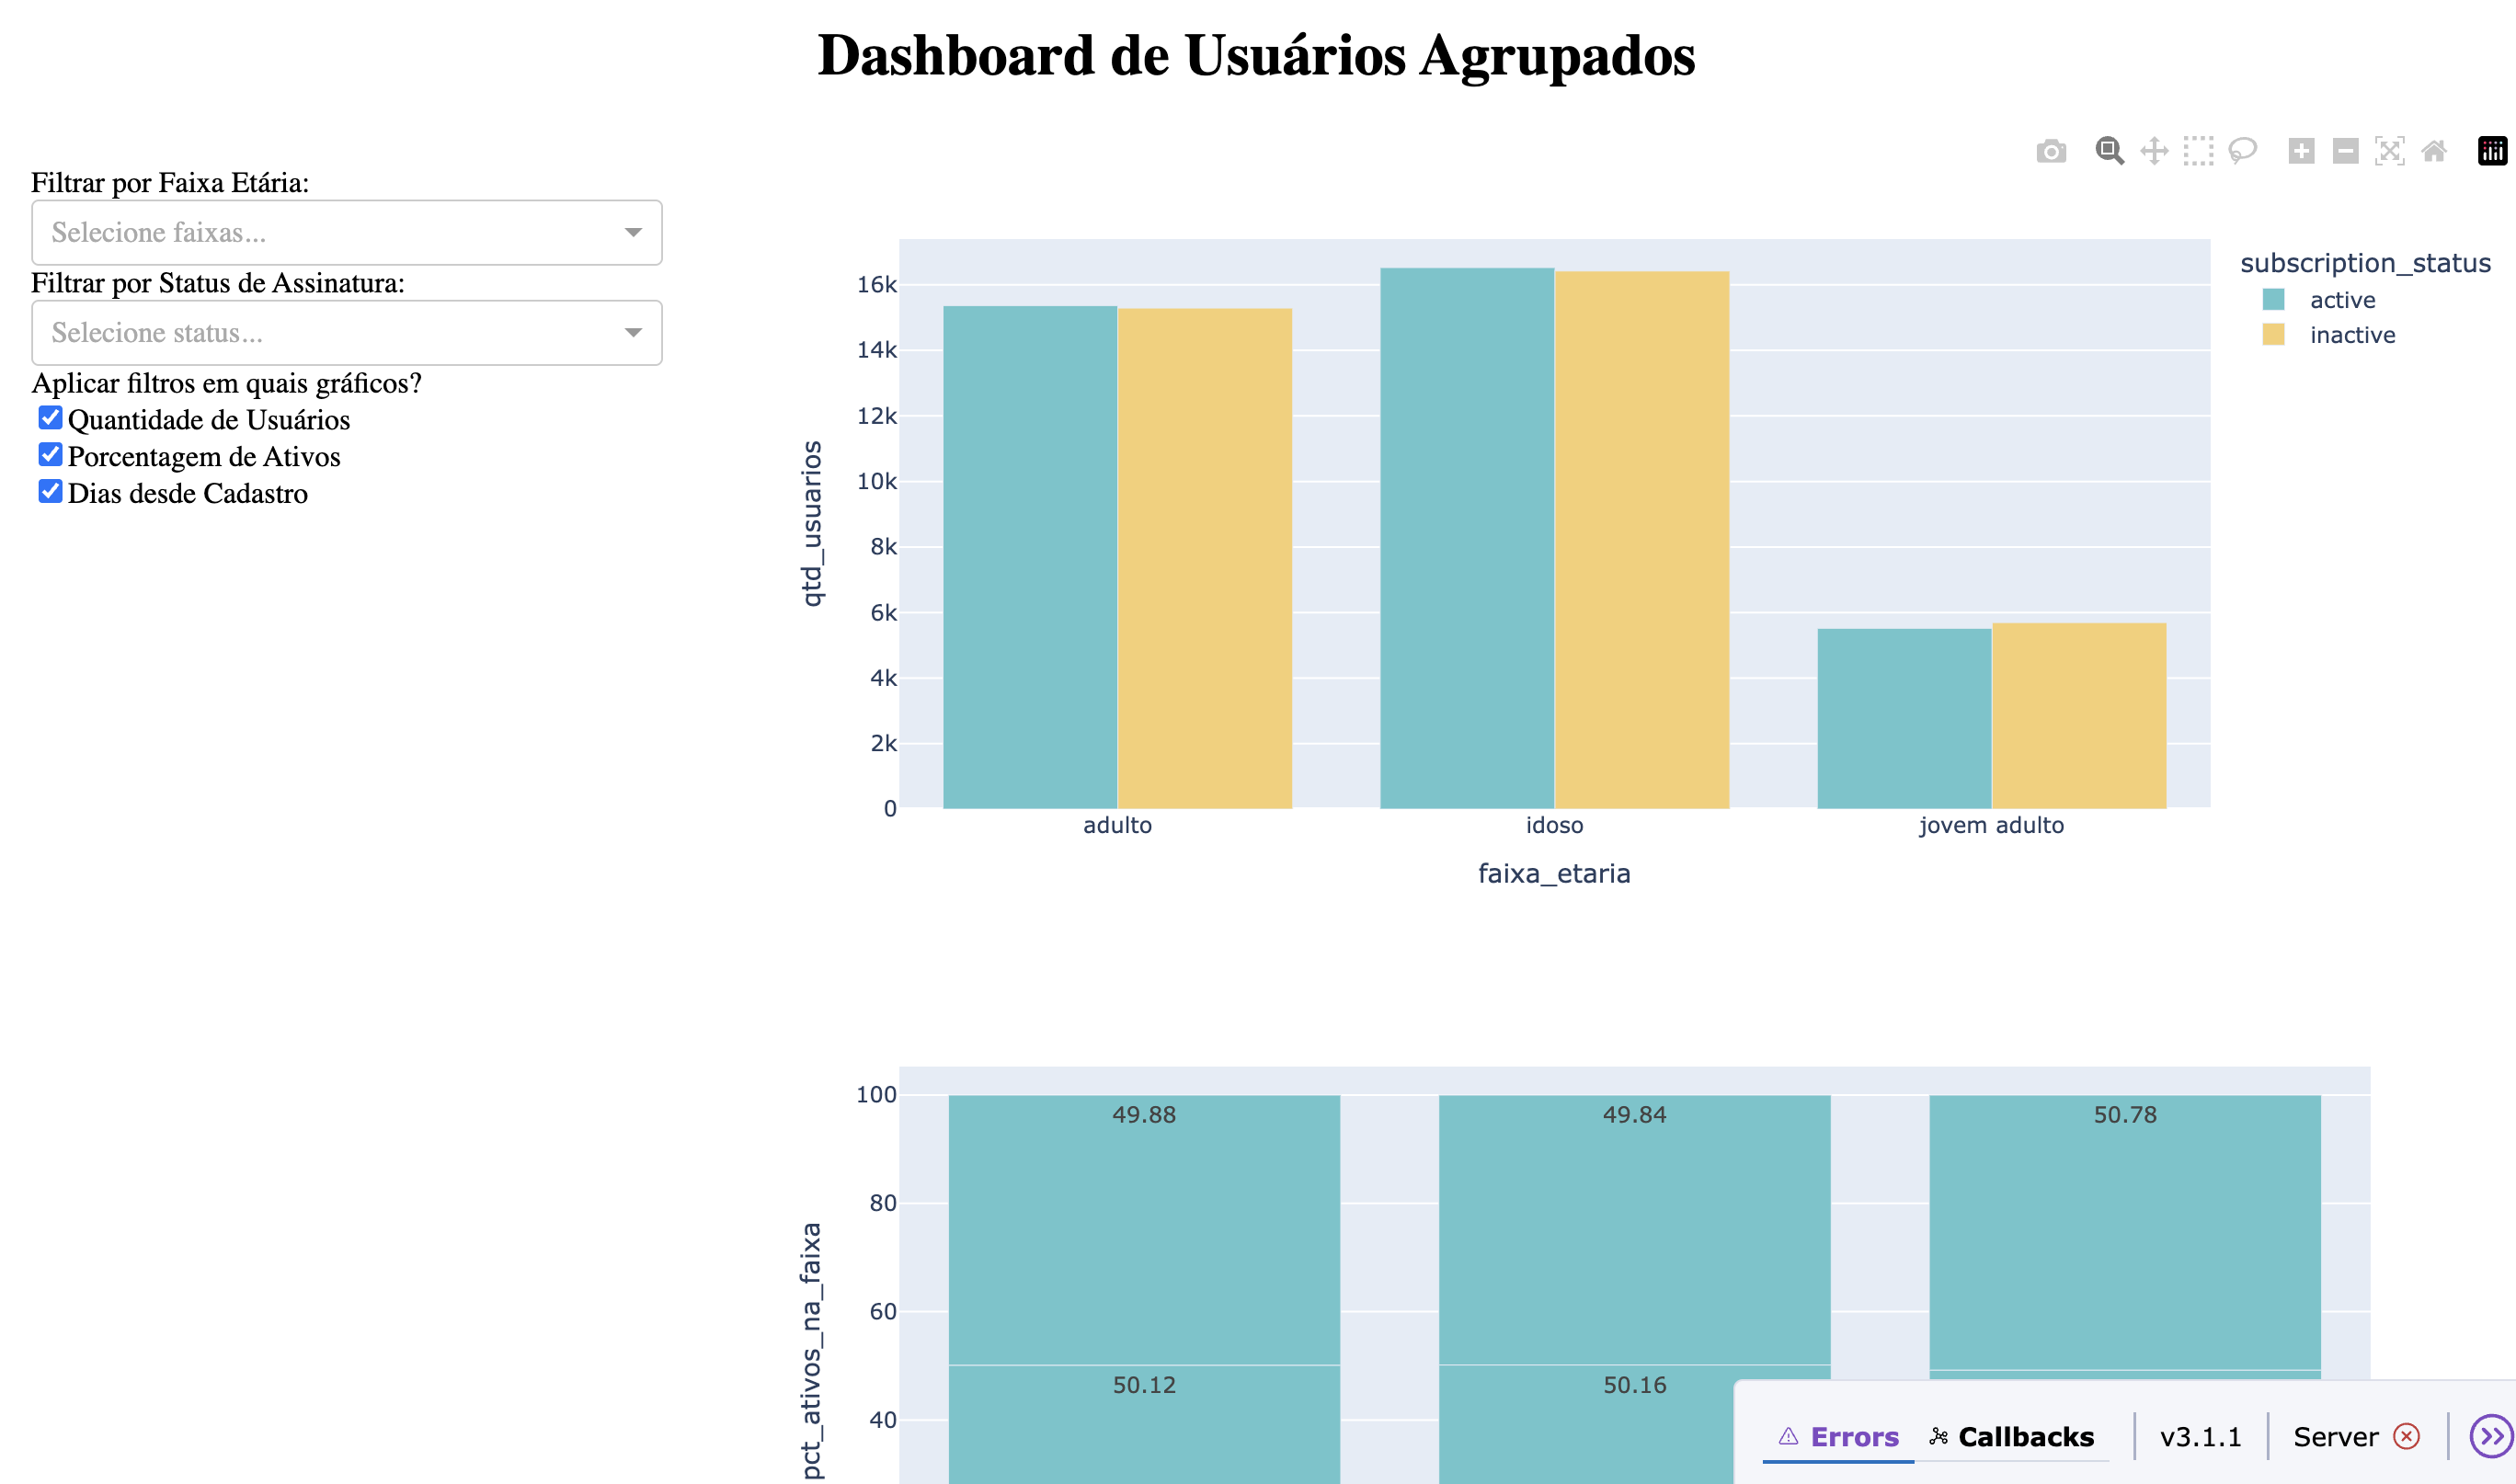 Dashboard de Usuários Agrupados
Filtrar por Faixa Etária:
Selecione faixas...
Filtrar por Status de Assinatura:
Selecione status...
Aplicar filtros em quais gráficos?
Quantidade de Usuários
Porcentagem de Ativos
Dias desde Cadastro
subscription_status
active
inactive
qtd_usuarios
16k
14k
12k
10k
8k
6k
4k
2k
0
adulto
idoso
jovem adulto
faixa_etaria
pct_ativos_na_faixa
100
80
60
40
49.88
49.84
50.78
50.12
50.16
Errors
Callbacks
v3.1.1
Server